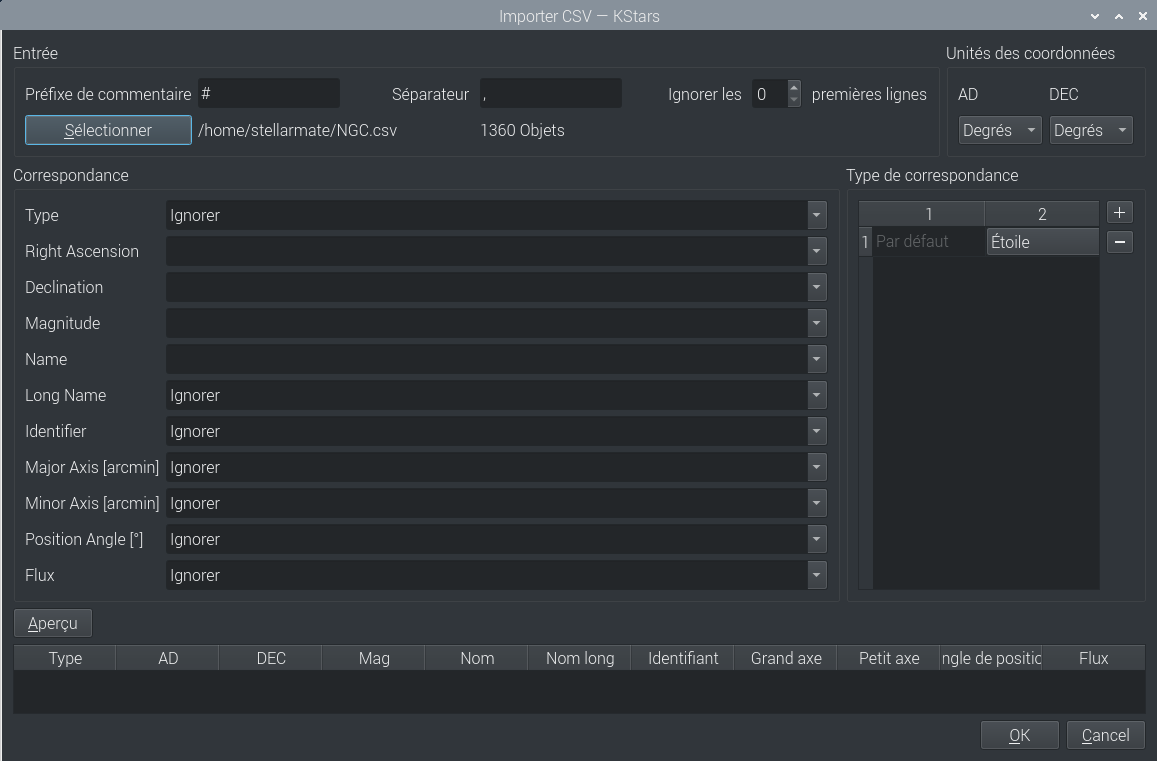 Importer CSV — KStars
Entrée
Unités des coordonnées
Préfixe de commentaire # Séparateur , Ignorer les 0 premières lignes
AD DEC
Sélectionner /home/stellarmate/NGC.csv 1360 Objets
Degrés Degrés
Correspondance
Type de correspondance
Type Ignorer
1 2 +
Right Ascension
1 Par défaut Étoile −
Declination
Magnitude
Name
Long Name Ignorer
Identifier Ignorer
Major Axis [arcmin] Ignorer
Minor Axis [arcmin] Ignorer
Position Angle [°] Ignorer
Flux Ignorer
Aperçu
Type AD DEC Mag Nom Nom long Identifiant Grand axe Petit axe ngle de positic Flux
OK Cancel